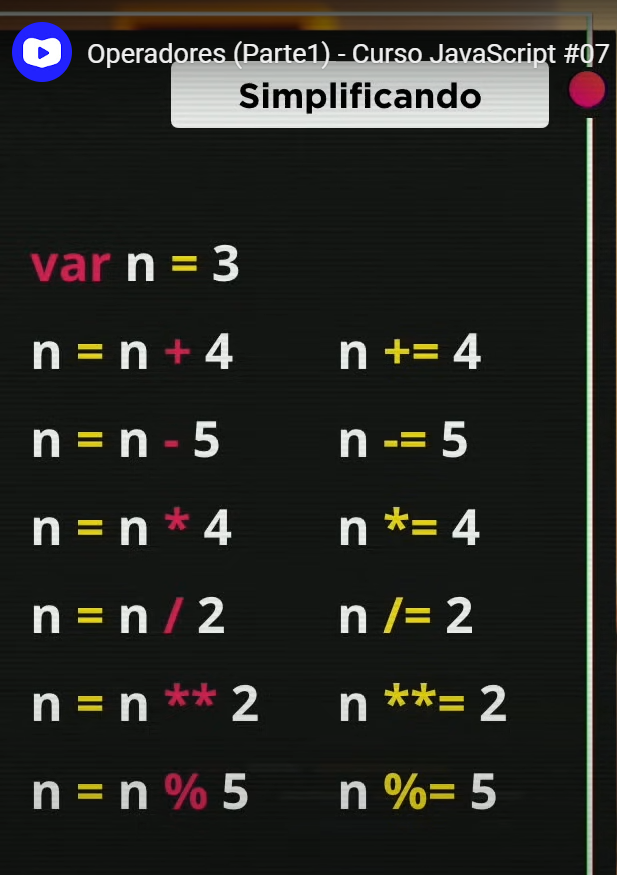 Operadores (Parte1) - Curso JavaScript #07
Simplificando
var n = 3
n = n + 4 n += 4
n = n - 5 n -= 5
n = n * 4 n *= 4
n = n / 2 n /= 2
n = n ** 2 n **= 2
n = n % 5 n %= 5